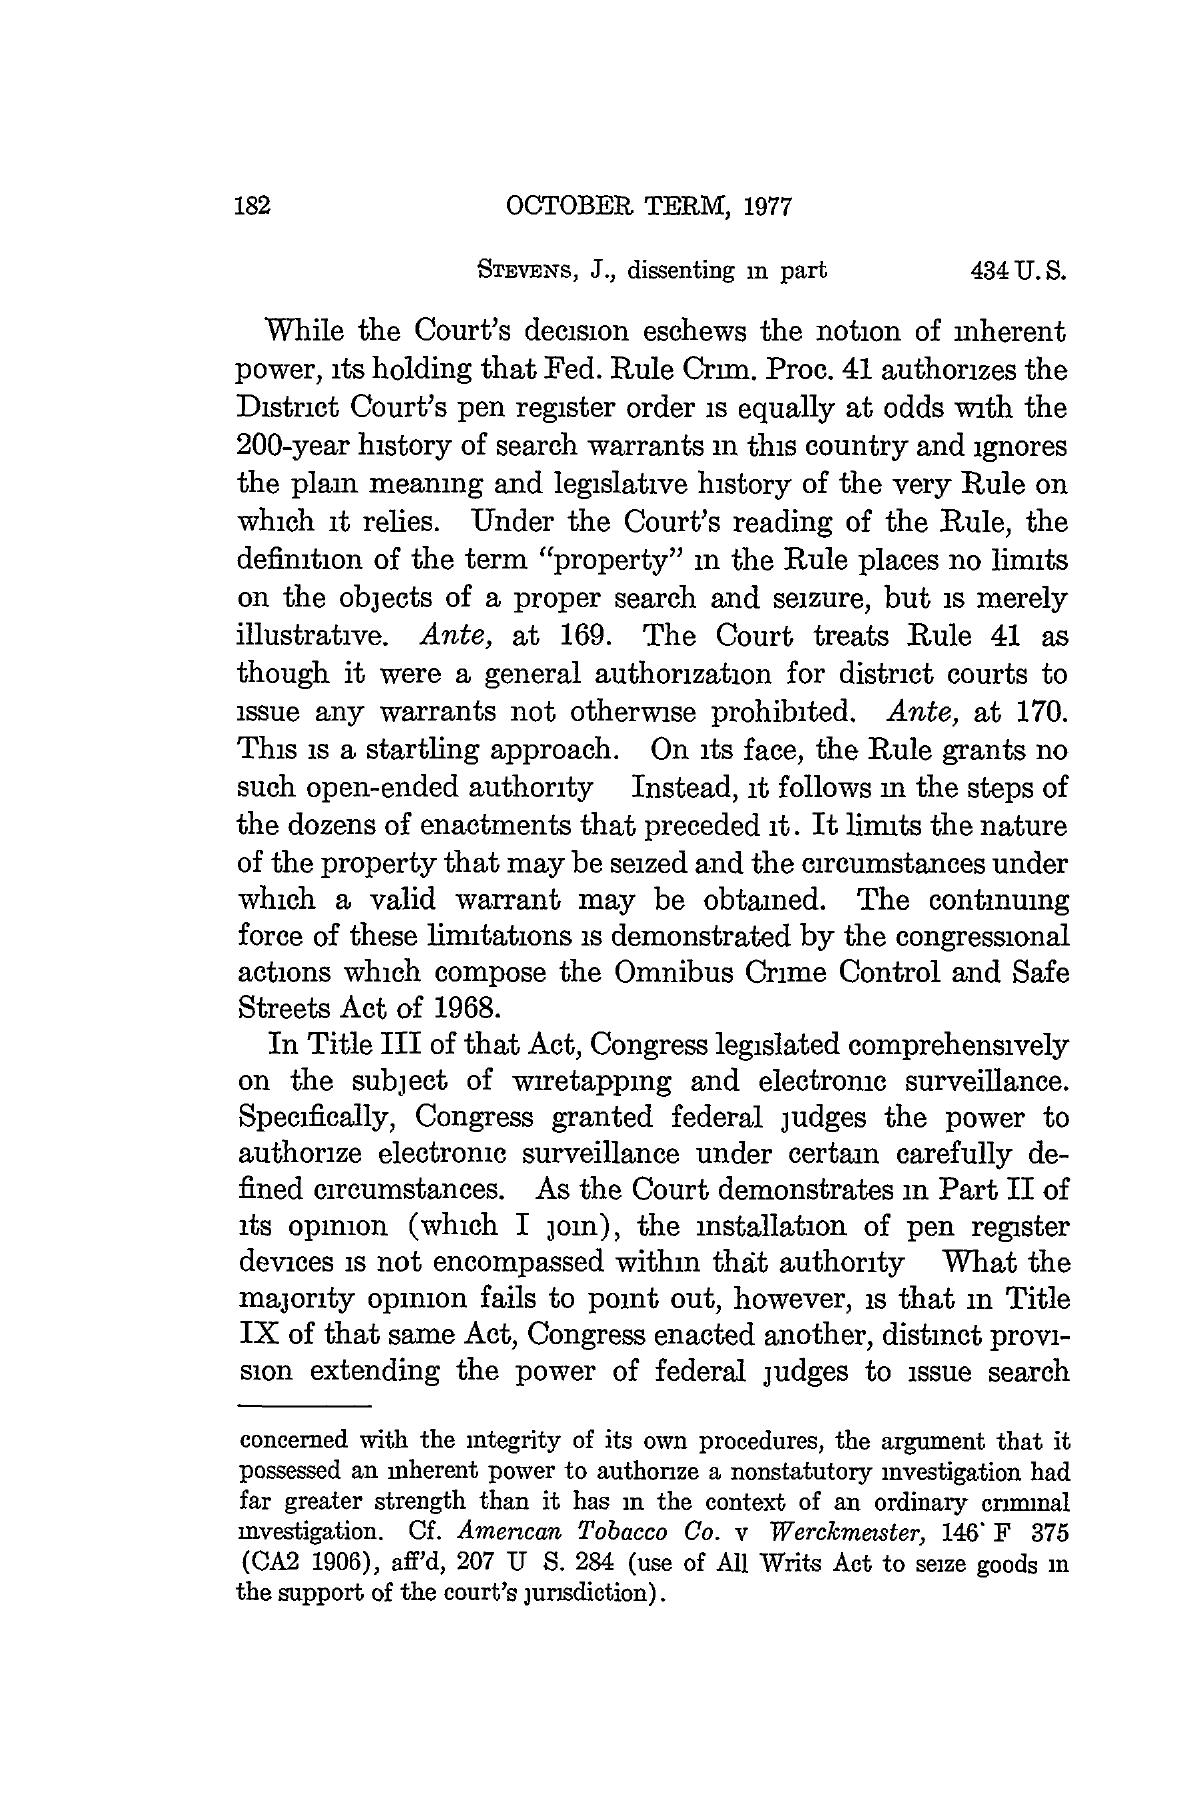 182 OCTOBER TERM, 1977
STEVENS, J., dissenting in part 434 U. S.
While the Court's decision eschews the notion of inherent
power, its holding that Fed. Rule Crim. Proc. 41 authorizes the
District Court's pen register order is equally at odds with the
200-year history of search warrants in this country and ignores
the plain meaning and legislative history of the very Rule on
which it relies. Under the Court's reading of the Rule, the
definition of the term “property” in the Rule places no limits
on the objects of a proper search and seizure, but is merely
illustrative. Ante, at 169. The Court treats Rule 41 as
though it were a general authorization for district courts to
issue any warrants not otherwise prohibited. Ante, at 170.
This is a startling approach. On its face, the Rule grants no
such open-ended authority Instead, it follows in the steps of
the dozens of enactments that preceded it. It limits the nature
of the property that may be seized and the circumstances under
which a valid warrant may be obtained. The continuing
force of these limitations is demonstrated by the congressional
actions which compose the Omnibus Crime Control and Safe
Streets Act of 1968.
In Title III of that Act, Congress legislated comprehensively
on the subject of wiretapping and electronic surveillance.
Specifically, Congress granted federal judges the power to
authorize electronic surveillance under certain carefully de-
fined circumstances. As the Court demonstrates in Part II of
its opinion (which I join), the installation of pen register
devices is not encompassed within that authority What the
majority opinion fails to point out, however, is that in Title
IX of that same Act, Congress enacted another, distinct provi-
sion extending the power of federal judges to issue search
concerned with the integrity of its own procedures, the argument that it
possessed an inherent power to authorize a nonstatutory investigation had
far greater strength than it has in the context of an ordinary criminal
investigation. Cf. American Tobacco Co. v Werckmeister, 146 F 375
(CA2 1906), aff'd, 207 U S. 284 (use of All Writs Act to seize goods in
the support of the court's jurisdiction).